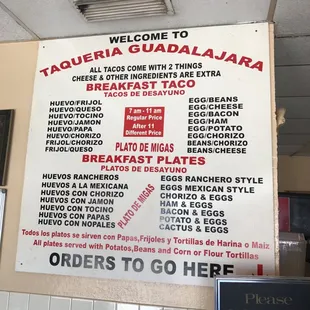 WELCOME TO
TAQUERIA GUADALAJARA
ALL TACOS COME WITH 2 THINGS
CHEESE & OTHER INGREDIENTS ARE EXTRA
BREAKFAST TACO
TACOS DE DESAYUNO
HUEVO/FRIJOL
HUEVO/QUESO
HUEVO/TOCINO
HUEVO/JAMON
HUEVO/PAPA
HUEVO/CHORIZO
FRIJOL/CHORIZO
FRIJOL/QUESO
7 am - 11 am
Regular Price
After 11
Different Price
PLATO DE MIGAS
EGG/BEANS
EGG/CHEESE
EGG/BACON
EGG/HAM
EGG/POTATO
EGG/CHORIZO
BEANS/CHORIZO
BEANS/CHEESE
BREAKFAST PLATES
PLATOS DE DESAYUNO
HUEVOS RANCHEROS
HUEVOS A LA MEXICANA
HUEVOS CON CHORIZO
HUEVOS CON JAMON
HUEVO CON TOCINO
HUEVOS CON PAPAS
HUEVO CON NOPALES
PLATO DE MIGAS
EGGS RANCHERO STYLE
EGGS MEXICAN STYLE
CHORIZO & EGGS
HAM & EGGS
BACON & EGGS
POTATO & EGGS
CACTUS & EGGS
Todos los platos se sirven con Papas,Frijoles y Tortillas de Harina o Maiz
All plates served with Potatos,Beans and Corn or Flour Tortillas
ORDERS TO GO HERE
Please